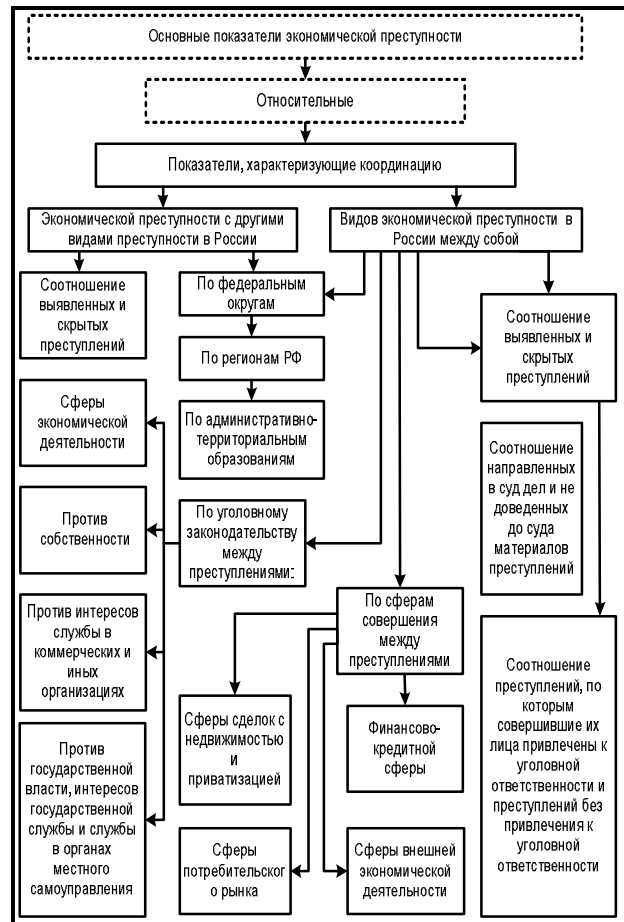 Основные показатели экономической преступности
Относительные
Показатели, характеризующие координацию
Экономической преступности с другими
видами преступности в России
Видов экономической преступности в
России между собой
Соотношение
выявленных и
скрытых
преступлений
По федеральным
округам
Соотношение
выявленных и
скрытых
преступлений
По регионам РФ
Сферы
экономической
деятельности
По административно-
территориальным
образованиям
Соотношение
направленных
в суд дел и не
доведенных
до суда
материалов
преступлений
Против
собственности
По уголовному
законодательству
между
преступлениями:
По сферам
совершения
между
преступлениями
Против интересов
службы в
коммерческих и
иных
организациях
Соотношение
преступлений, по
которым
совершившие их
лица привлечены к
уголовной
ответственности и
преступлений без
привлечения к
уголовной
ответственности
Сферы сделок с
недвижимостью
и
приватизацией
Финансово-
кредитной
сферы
Против
государственной
власти, интересов
государственной
службы и службы
в органах
местного
самоуправления
Сферы
потребительског
о рынка
Сферы внешней
экономической
деятельности